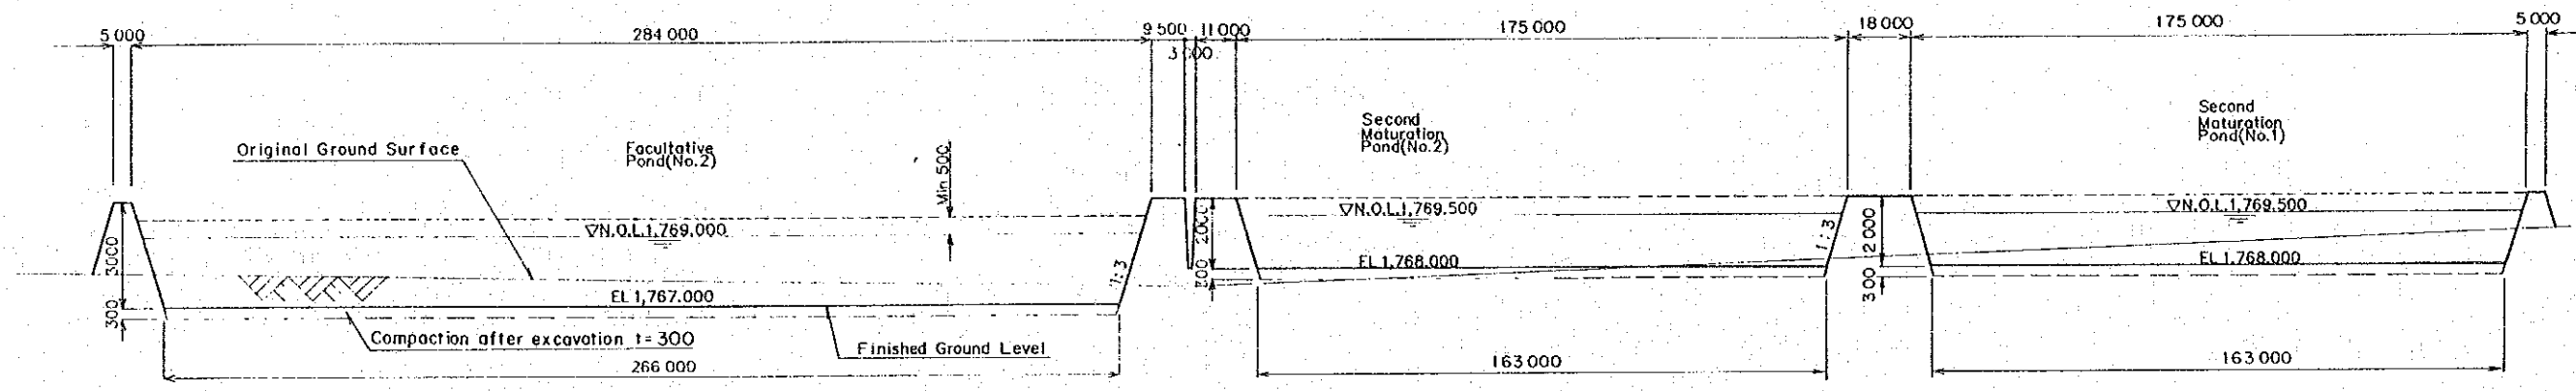 5 000
284 000
9 500
11 000
175 000
18 000
175 000
5 000
Original Ground Surface
Facultative
Pond(No.2)
Min 500
Second
Maturation
Pond(No.2)
Second
Maturation
Pond(No.1)
▽N.O.L.1,769.000
▽N.O.L.1,769.500
▽N.O.L.1,769.500
3000
2000
2 000
1:3
1:3
EL 1,767.000
EL 1,768.000
EL 1.768.000
300
300
300
Compaction after excavation t=300
Finished Ground Level
266 000
163 000
163 000